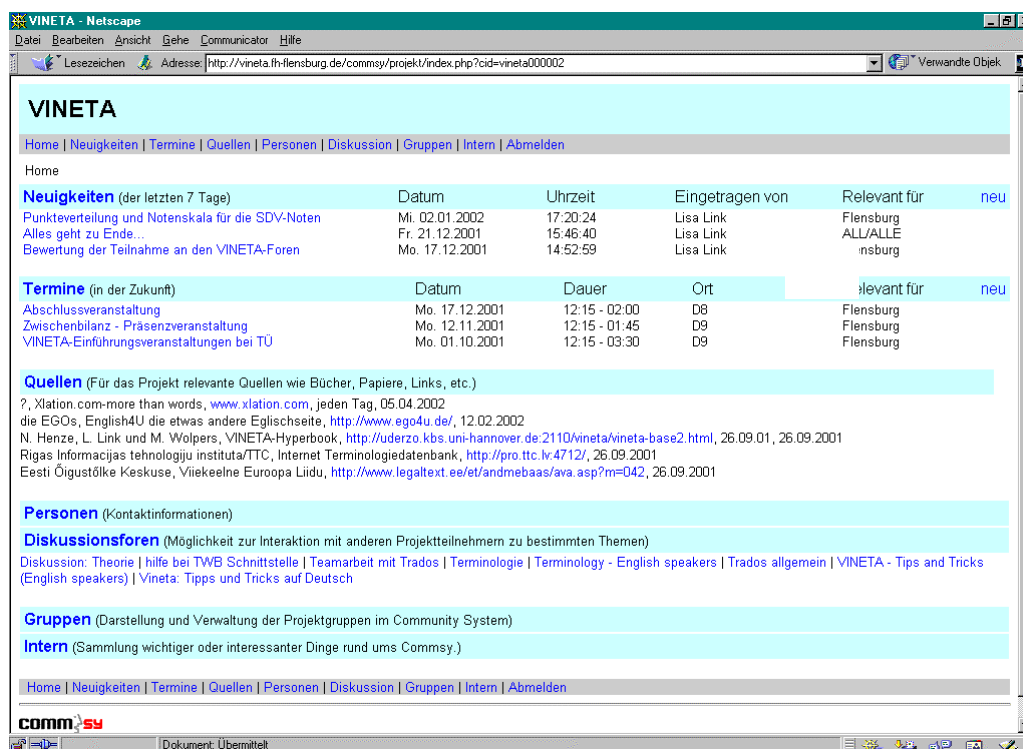 VINETA - Netscape
Datei Bearbeiten Ansicht Gehe Communicator Hilfe
Lesezeichen Adresse: http://vineta.fh-flensburg.de/commsy/projekt/index.php?cid=vineta000002 Verwandte Objek
VINETA
Home | Neuigkeiten | Termine | Quellen | Personen | Diskussion | Gruppen | Intern | Abmelden
Home
Neuigkeiten (der letzten 7 Tage) Datum Uhrzeit Eingetragen von Relevant für neu
Punkteverteilung und Notenskala für die SDV-Noten Mi. 02.01.2002 17:20:24 Lisa Link Flensburg
Alles geht zu Ende... Fr. 21.12.2001 15:46:40 Lisa Link ALL/ALLE
Bewertung der Teilnahme an den VINETA-Foren Mo. 17.12.2001 14:52:59 Lisa Link nsburg
Termine (in der Zukunft) Datum Dauer Ort elevant für neu
Abschlussveranstaltung Mo. 17.12.2001 12:15 - 02:00 D8 Flensburg
Zwischenbilanz - Präsenzveranstaltung Mo. 12.11.2001 12:15 - 01:45 D9 Flensburg
VINETA-Einführungsveranstaltungen bei TÜ Mo. 01.10.2001 12:15 - 03:30 D9 Flensburg
Quellen (Für das Projekt relevante Quellen wie Bücher, Papiere, Links, etc.)
?, Xlation.com-more than words, www.xlation.com, jeden Tag, 05.04.2002
die EGOs, English4U die etwas andere Eglischseite, http://www.ego4u.de/, 12.02.2002
N. Henze, L. Link und M. Wolpers, VINETA-Hyperbook, http://uderzo.kbs.uni-hannover.de:2110/vineta/vineta-base2.html, 26.09.01, 26.09.2001
Rigas Informacijas tehnologiju instituta/TTC, Internet Terminologiedatenbank, http://pro.ttc.lv:4712/, 26.09.2001
Eesti Õigustõlke Keskuse, Viiekeelne Euroopa Liidu, http://www.legaltext.ee/et/andmebaas/ava.asp?m=042, 26.09.2001
Personen (Kontaktinformationen)
Diskussionsforen (Möglichkeit zur Interaktion mit anderen Projektteilnehmern zu bestimmten Themen)
Diskussion: Theorie | hilfe bei TWB Schnittstelle | Teamarbeit mit Trados | Terminologie | Terminology - English speakers | Trados allgemein | VINETA - Tips and Tricks
(English speakers) | Vineta: Tipps und Tricks auf Deutsch
Gruppen (Darstellung und Verwaltung der Projektgruppen im Community System)
Intern (Sammlung wichtiger oder interessanter Dinge rund ums Commsy.)
Home | Neuigkeiten | Termine | Quellen | Personen | Diskussion | Gruppen | Intern | Abmelden
commsy
Dokument: Übermittelt